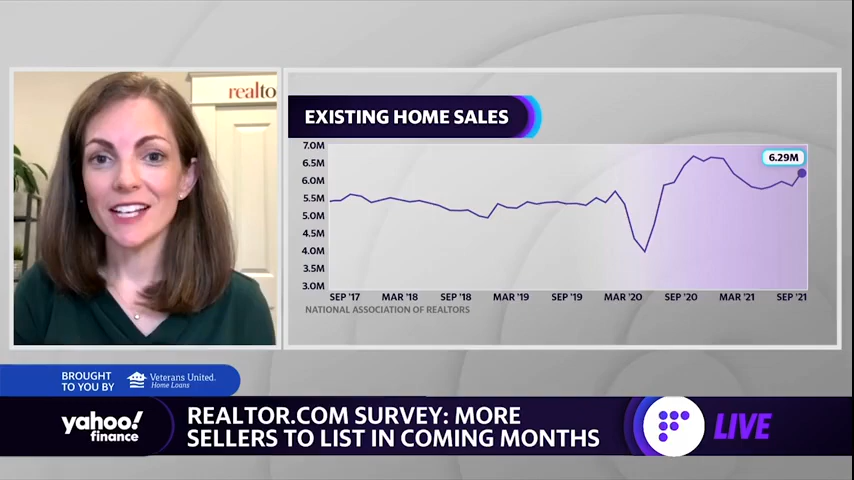 realto
EXISTING HOME SALES
7.0M
6.5M
6.0M
5.5M
5.0M
4.5M
4.0M
3.5M
3.0M
6.29M
SEP '17 MAR '18 SEP '18 MAR '19 SEP '19 MAR '20 SEP '20 MAR '21 SEP '21
NATIONAL ASSOCIATION OF REALTORS
BROUGHT
TO YOU BY
Veterans United.
Home Loans
yahoo!
finance
REALTOR.COM SURVEY: MORE
SELLERS TO LIST IN COMING MONTHS
LIVE